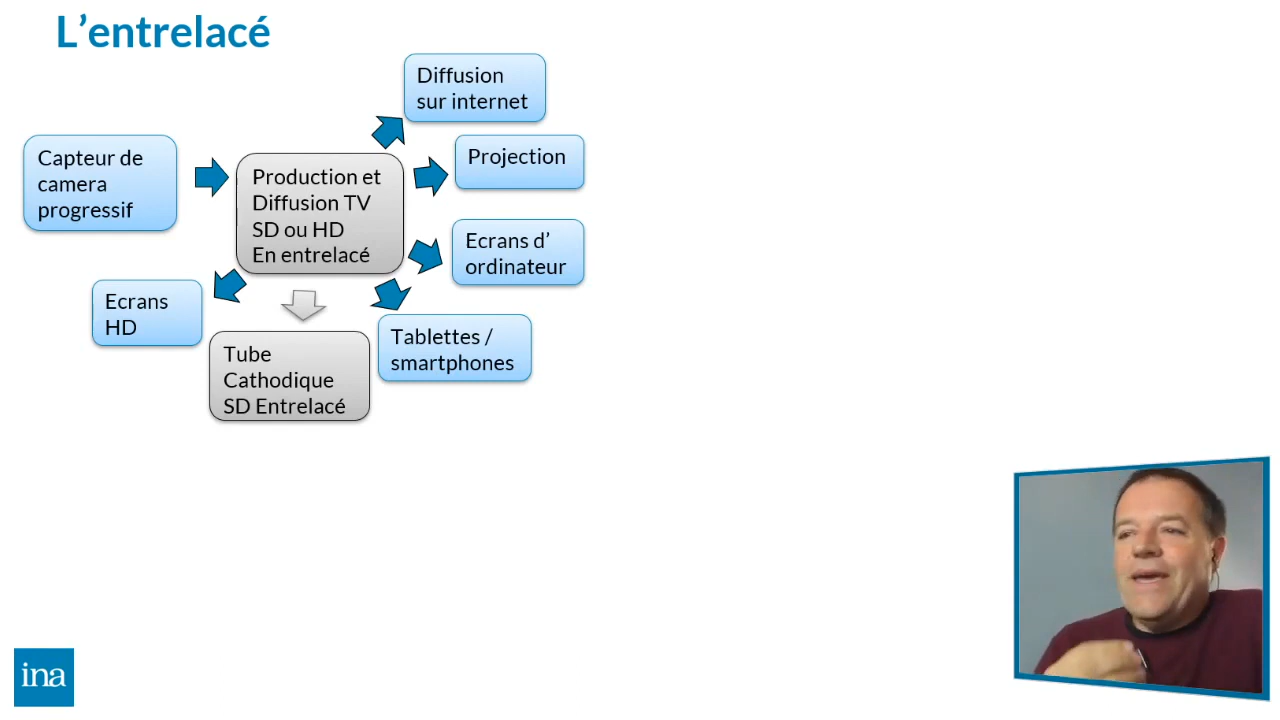 L’entrelacé
Diffusion
sur internet
Capteur de
camera
progressif
Production et
Diffusion TV
SD ou HD
En entrelacé
Projection
Ecrans d’
ordinateur
Ecrans
HD
Tube
Cathodique
SD Entrelacé
Tablettes /
smartphones
ina